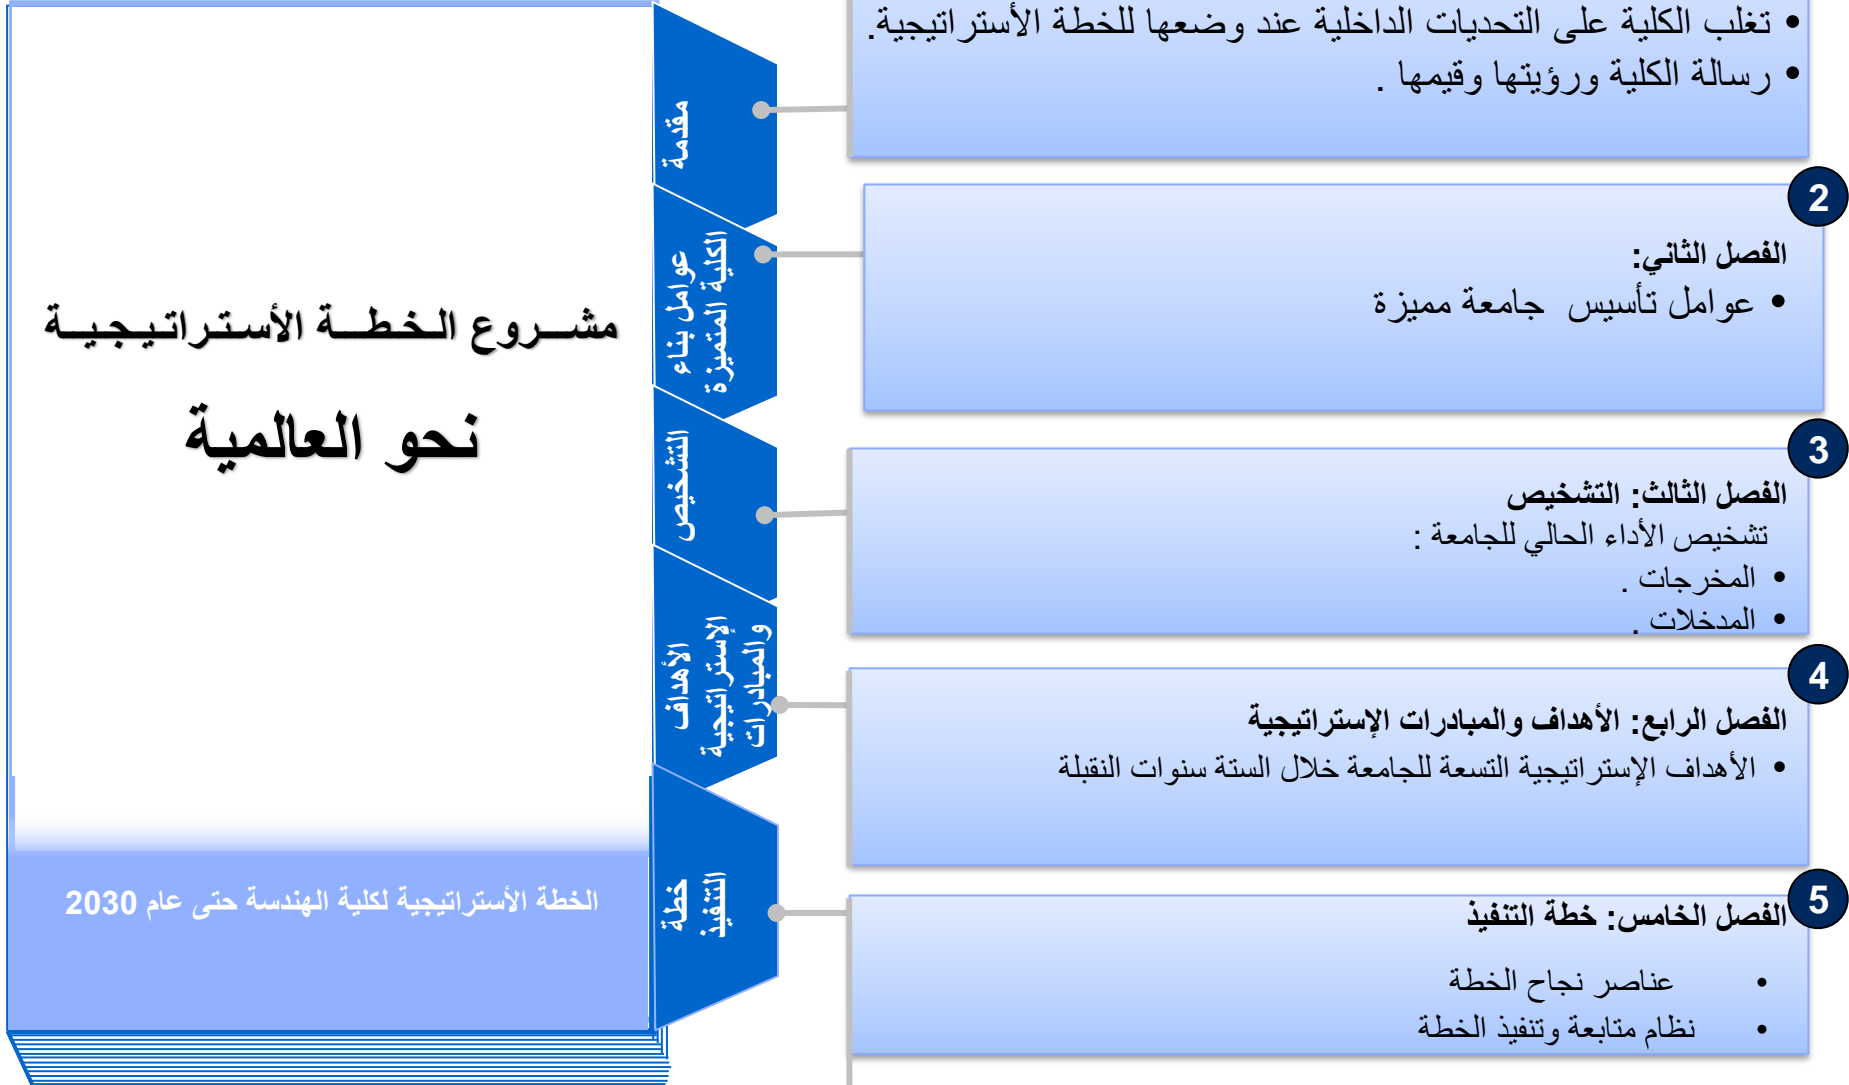 • تغلب الكلية على التحديات الداخلية عند وضعها للخطة الأستراتيجية.
• رسالة الكلية ورؤيتها وقيمها .
2
الفصل الثاني:
• عوامل تأسيس جامعة مميزة
3
الفصل الثالث: التشخيص
تشخيص الأداء الحالي للجامعة :
• المخرجات .
• المدخلات .
4
الفصل الرابع: الأهداف والمبادرات الإستراتيجية
• الأهداف الإستراتيجية التسعة للجامعة خلال الستة سنوات النقبلة
5
الفصل الخامس: خطة التنفيذ
• عناصر نجاح الخطة
• نظام متابعة وتنفيذ الخطة
مقدمة
عوامل بناء
الكلية المتميزة
التشخيص
الأهداف
الإستراتيجية
والمبادرات
خطة
التنفيذ
مشـــروع الـخـطـــة الأسـتـراتـيـجـيــة
نحو العالمية
الخطة الأستراتيجية لكلية الهندسة حتى عام 2030